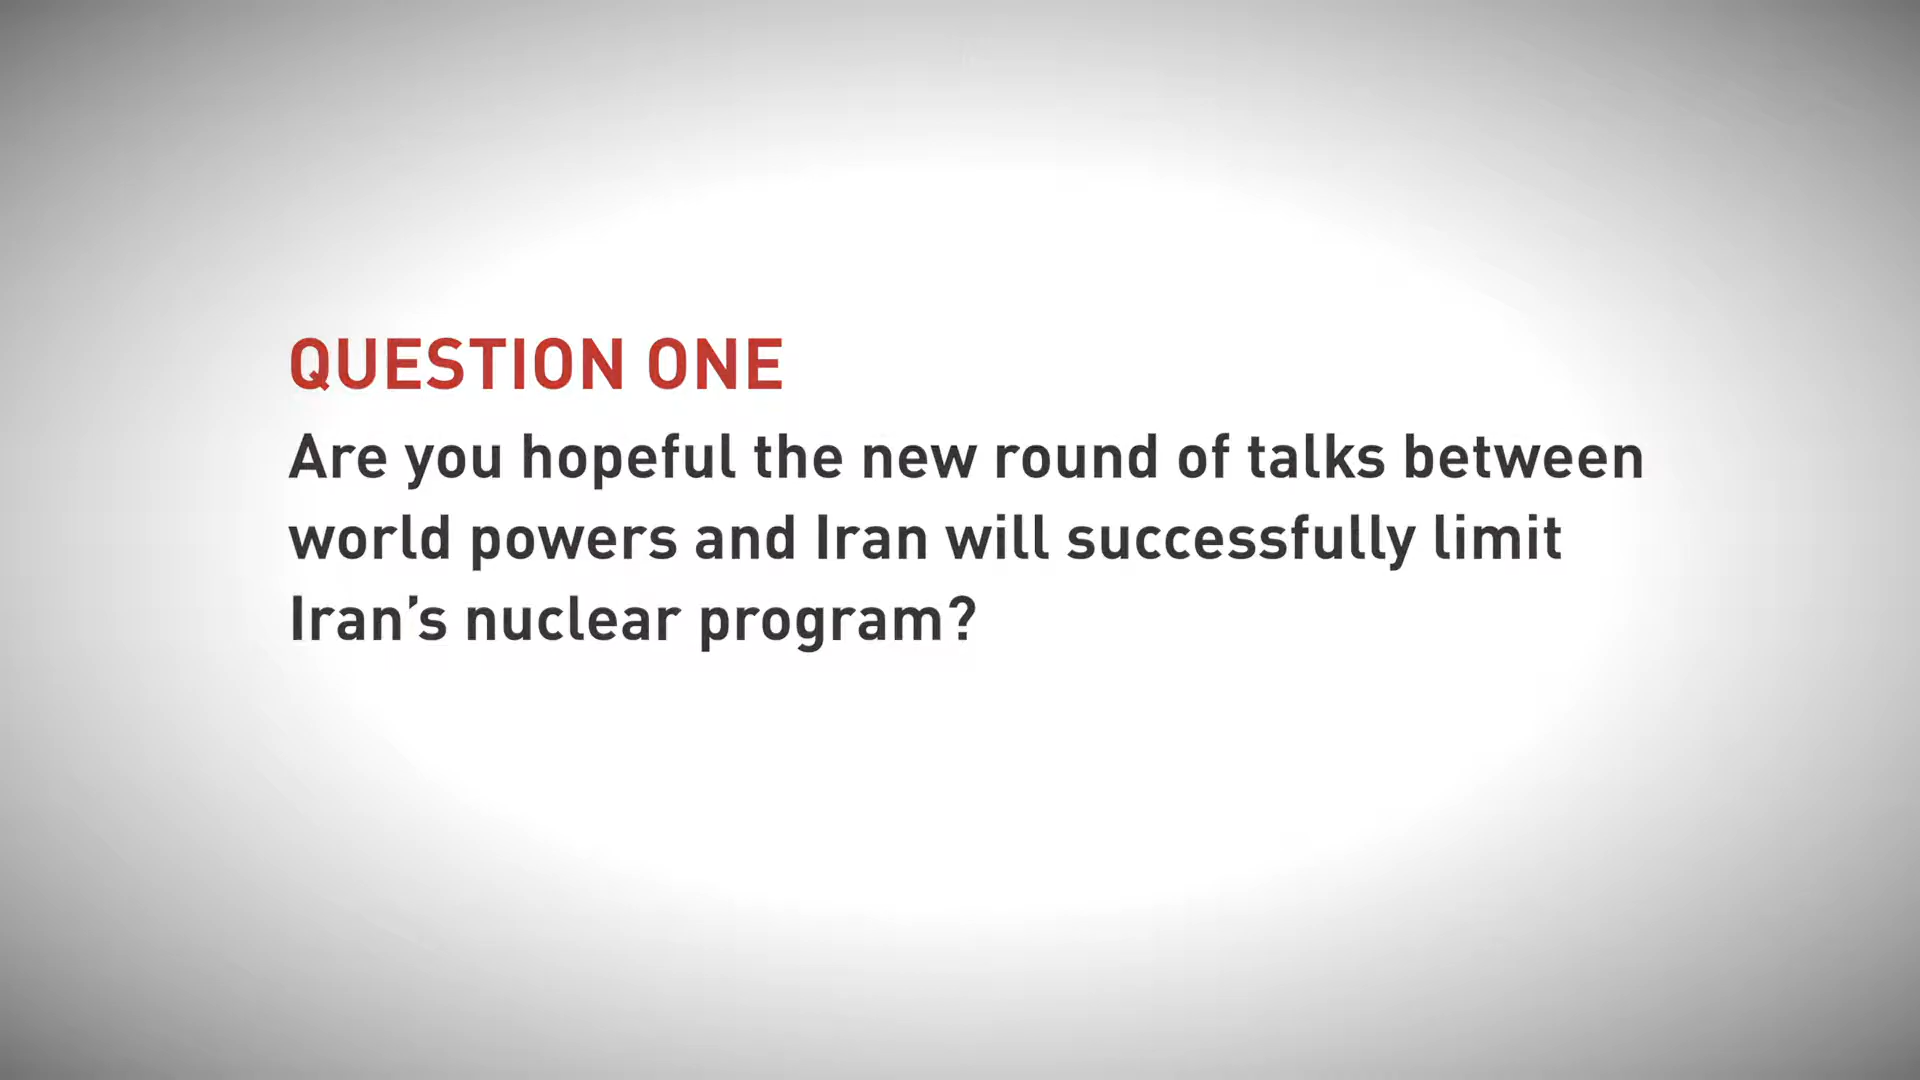 QUESTION ONE
Are you hopeful the new round of talks between
world powers and Iran will successfully limit
Iran’s nuclear program?